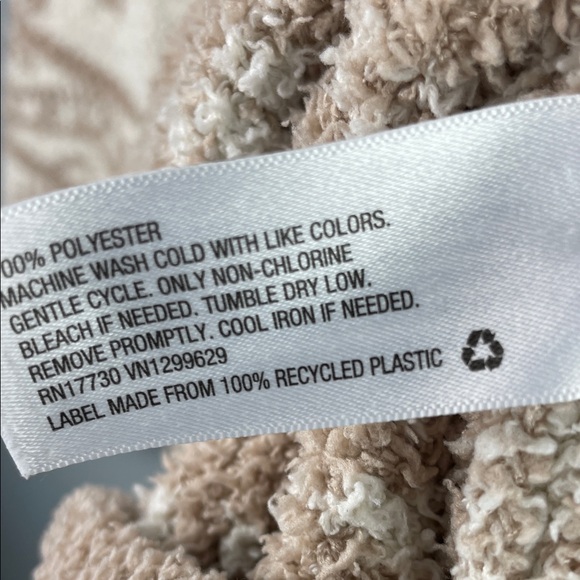 00% POLYESTER
MACHINE WASH COLD WITH LIKE COLORS.
GENTLE CYCLE. ONLY NON-CHLORINE
BLEACH IF NEEDED. TUMBLE DRY LOW.
REMOVE PROMPTLY. COOL IRON IF NEEDED.
RN17730 VN1299629
LABEL MADE FROM 100% RECYCLED PLASTIC